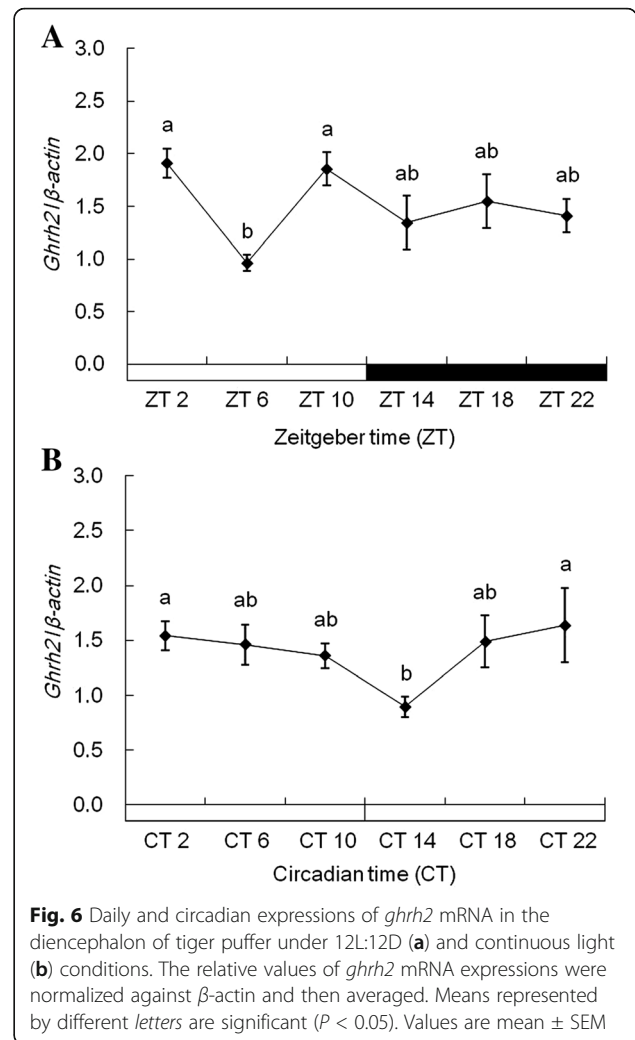 A
3.0
a
a
2.0
ab
ab
ab
1.5
b
1.0
0.5
0.0
Ghrh2/β-actin
ZT 2 ZT 6 ZT 10 ZT 14 ZT 18 ZT 22
Zeitgeber time (ZT)
B
3.0
2.5
2.0
a
ab
ab
b
ab
a
1.5
1.0
0.5
0.0
Ghrh2/β-actin
CT 2 CT 6 CT 10 CT 14 CT 18 CT 22
Circadian time (CT)
Fig. 6 Daily and circadian expressions of ghrh2 mRNA in the
diencephalon of tiger puffer under 12L:12D (a) and continuous light
(b) conditions. The relative values of ghrh2 mRNA expressions were
normalized against β-actin and then averaged. Means represented
by different letters are significant (P < 0.05). Values are mean ± SEM